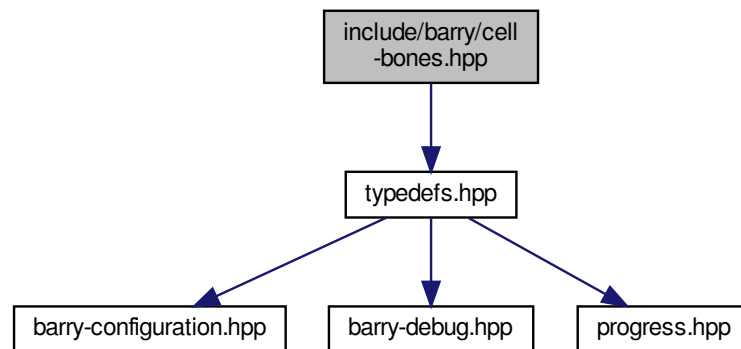 include/barry/cell
-bones.hpp
typedefs.hpp
barry-configuration.hpp
barry-debug.hpp
progress.hpp